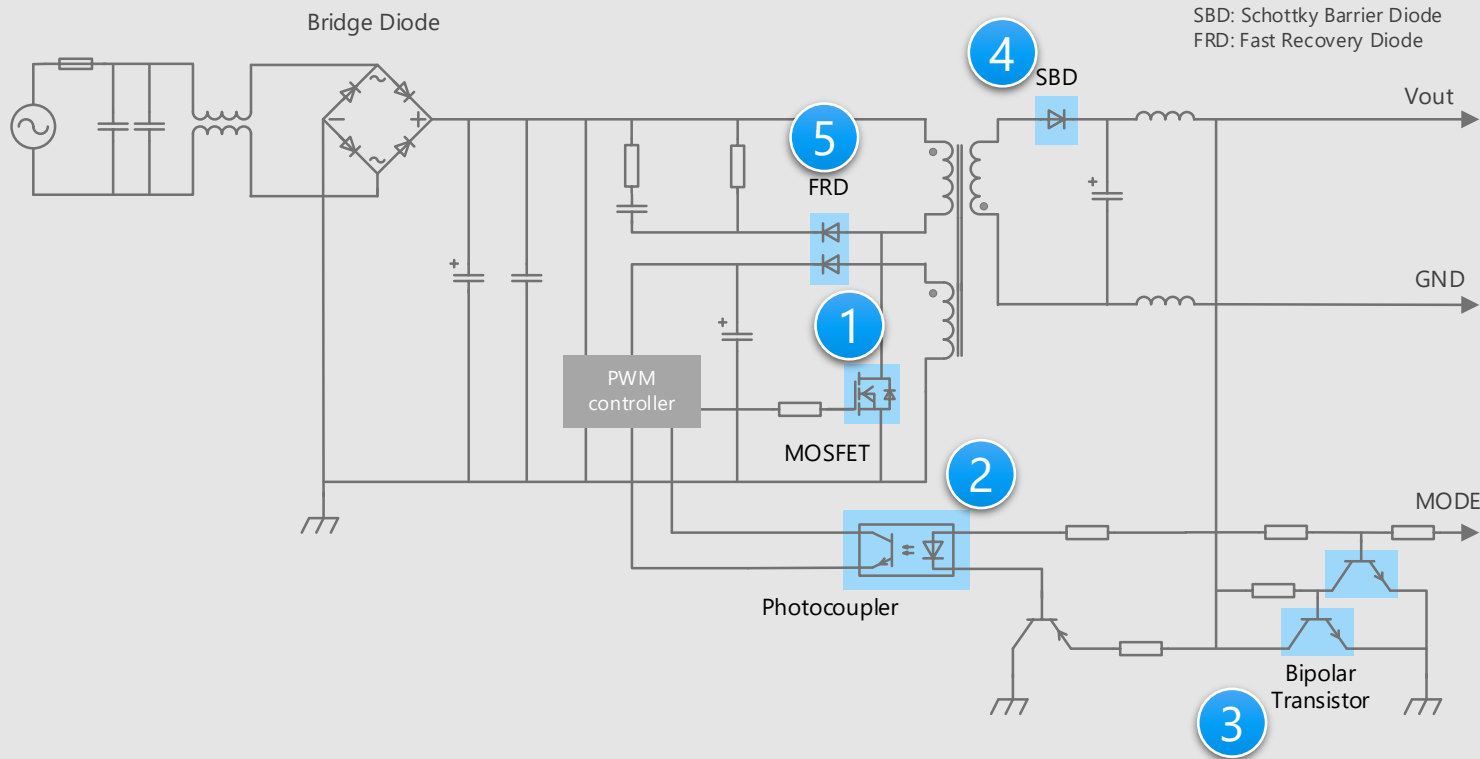 Bridge Diode
SBD: Schottky Barrier Diode
FRD: Fast Recovery Diode
4
SBD
Vout
5
FRD
GND
1
PWM
controller
MOSFET
2
MODE
Photocoupler
Bipolar
Transistor
3